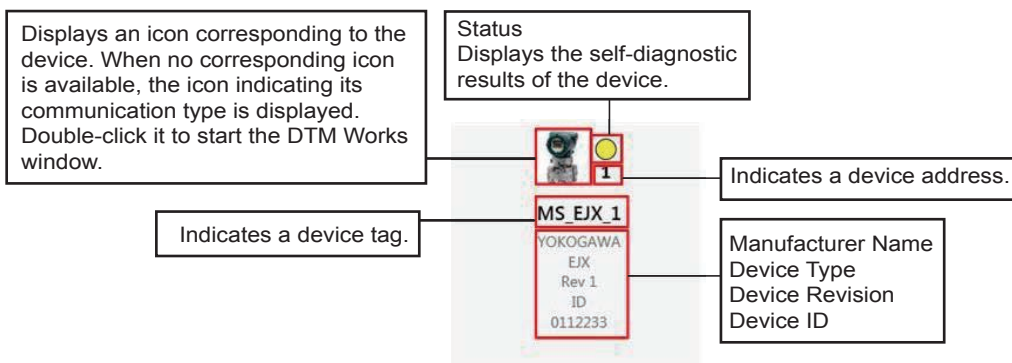 Displays an icon corresponding to the
device. When no corresponding icon
is available, the icon indicating its
communication type is displayed.
Double-click it to start the DTM Works
window.
Status
Displays the self-diagnostic
results of the device.
1
Indicates a device address.
MS_EJX_1
Indicates a device tag.
YOKOGAWA
EJX
Rev 1
ID
0112233
Manufacturer Name
Device Type
Device Revision
Device ID